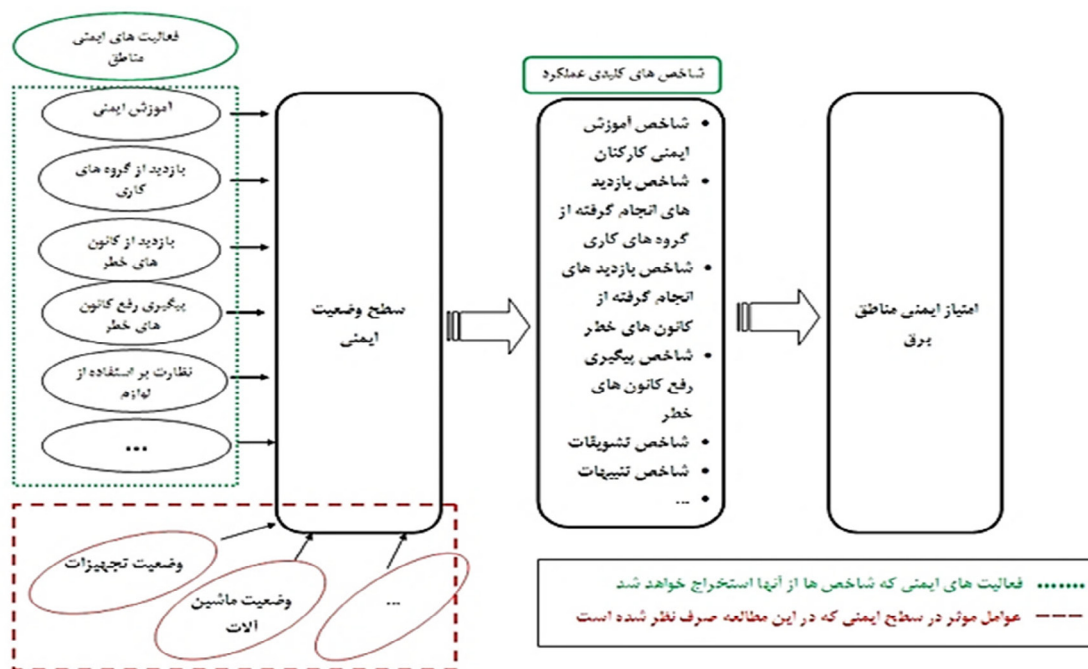 فعالیت های ایمنی
مناطق
آموزش ایمنی
بازدید از گروه های
کاری
بازدید از کانون
های خطر
پیگیری رفع کانون
های خطر
نظارت بر استفاده از
لوازم
...
وضعیت تجهیزات
وضعیت ماشین
آلات
...
سطح وضعیت
ایمنی
شاخص های کلیدی عملکرد
• شاخص آموزش
ایمنی کارکنان
• شاخص بازدید
های انجام گرفته از
گروه های کاری
• شاخص بازدید های
انجام گرفته از
کانون های خطر
• شاخص پیگیری
رفع کانون های
خطر
• شاخص تشویقات
• شاخص تنبیهات
• ...
امتیاز ایمنی مناطق
برق
فعالیت های ایمنی که شاخص ها از آنها استخراج خواهد شد
عوامل موثر در سطح ایمنی که در این مطالعه صرف نظر شده است